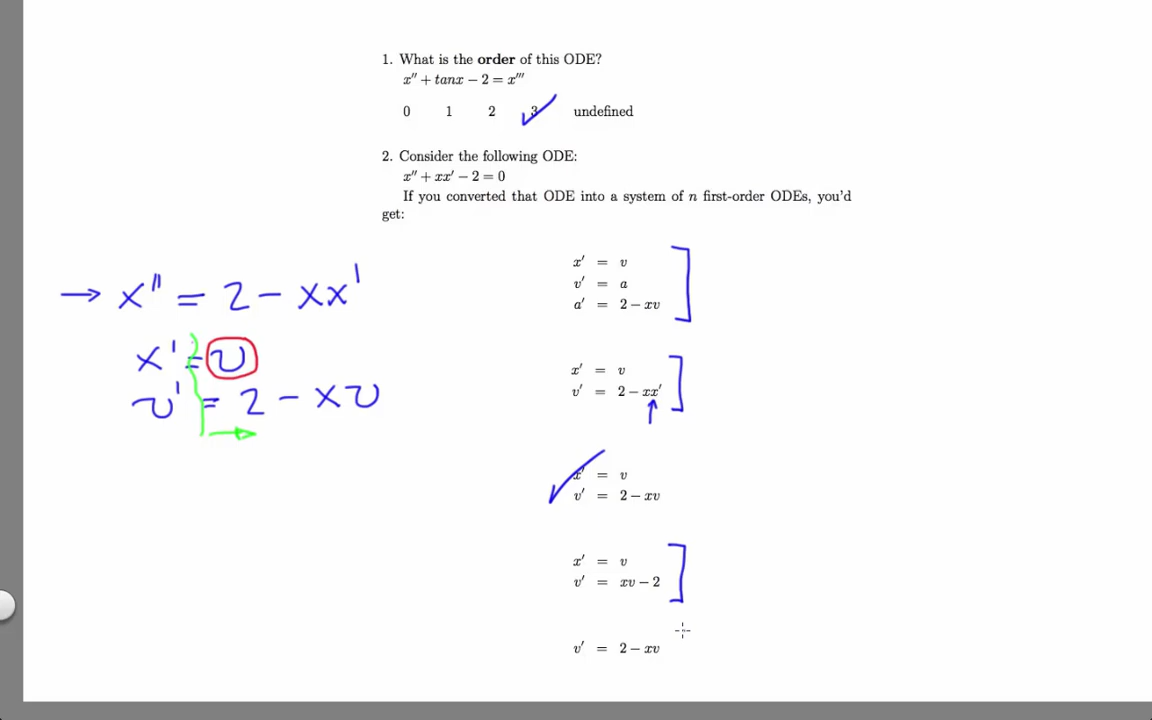 1. What is the order of this ODE?
x″ + tanx − 2 = x‴
0 1 2 3 undefined
2. Consider the following ODE:
x″ + xx′ − 2 = 0
If you converted that ODE into a system of n first-order ODEs, you'd
get:
x′ = v
v′ = a
a′ = 2 − xv
→ x″ = 2 − xx′
x′ = v
v′ = 2 − xv
x′ = v
v′ = 2 − xx′
x′ = v
v′ = 2 − xv
x′ = v
v′ = xv − 2
v′ = 2 − xv